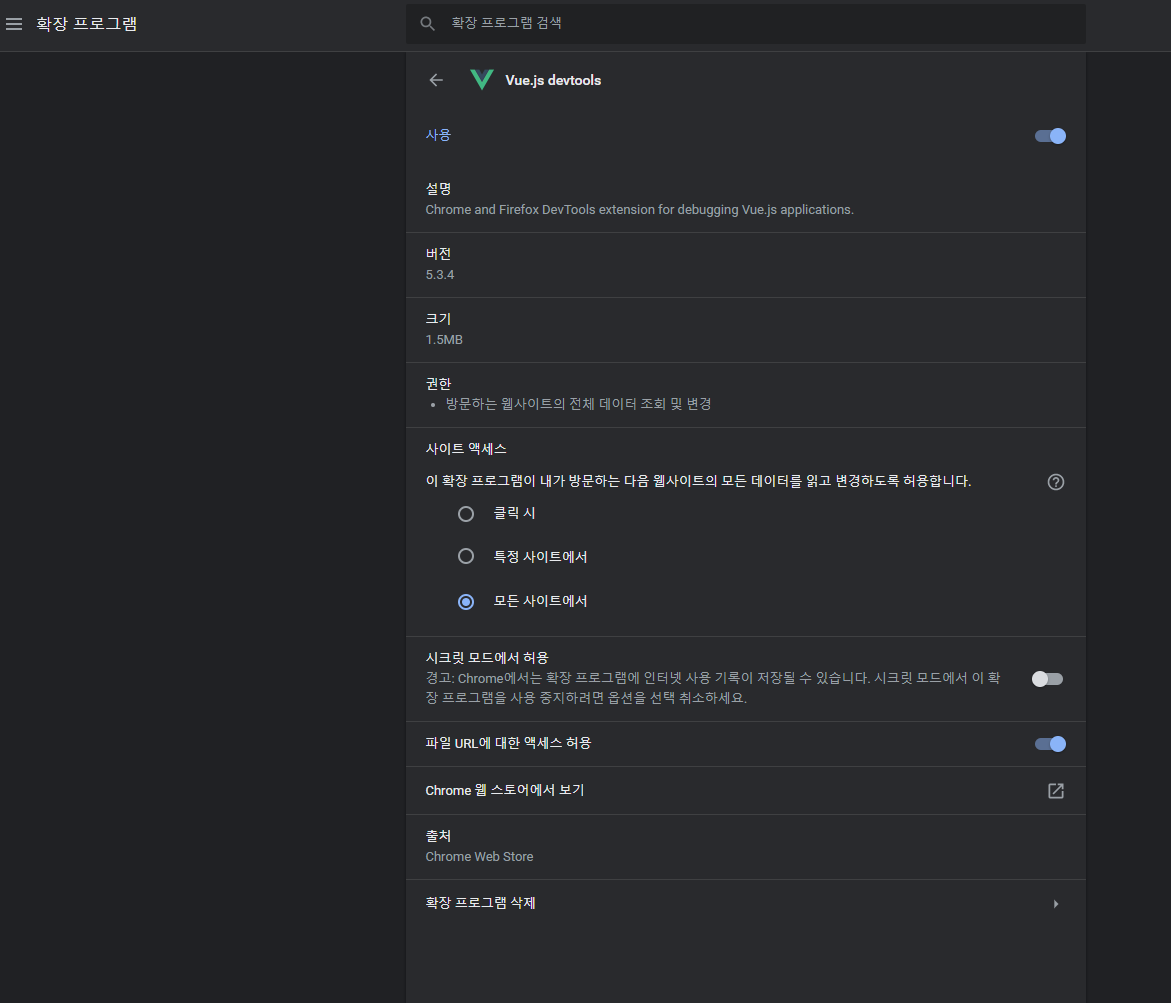 확장 프로그램
확장 프로그램 검색
Vue.js devtools
사용
설명
Chrome and Firefox DevTools extension for debugging Vue.js applications.
버전
5.3.4
크기
1.5MB
권한
• 방문하는 웹사이트의 전체 데이터 조회 및 변경
사이트 액세스
이 확장 프로그램이 내가 방문하는 다음 웹사이트의 모든 데이터를 읽고 변경하도록 허용합니다.
클릭 시
특정 사이트에서
모든 사이트에서
시크릿 모드에서 허용
경고: Chrome에서는 확장 프로그램에 인터넷 사용 기록이 저장될 수 있습니다. 시크릿 모드에서 이 확
장 프로그램을 사용 중지하려면 옵션을 선택 취소하세요.
파일 URL에 대한 액세스 허용
Chrome 웹 스토어에서 보기
출처
Chrome Web Store
확장 프로그램 삭제